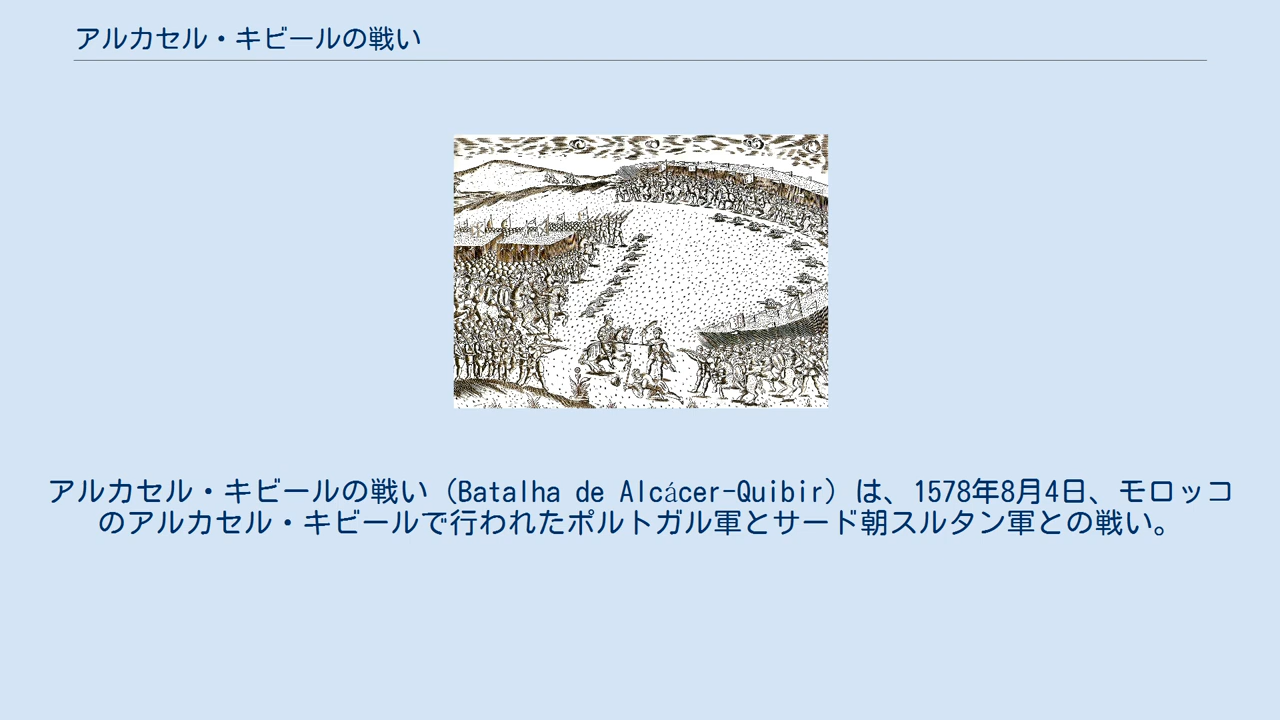 アルカセル・キビールの戦い
アルカセル・キビールの戦い（Batalha de Alcácer-Quibir）は、1578年8月4日、モロッコ
のアルカセル・キビールで行われたポルトガル軍とサード朝スルタン軍との戦い。